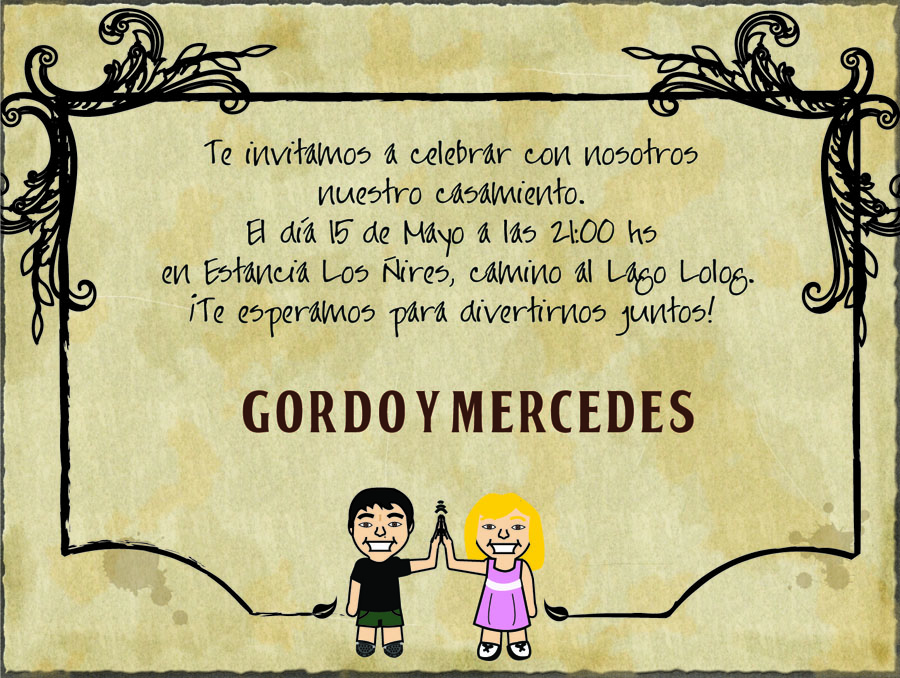 Te invitamos a celebrar con nosotros
nuestro casamiento.
El día 15 de Mayo a las 21:00 hs
en Estancia Los Ñires, camino al Lago Lolog.
¡Te esperamos para divertirnos juntos!
GORDO Y MERCEDES